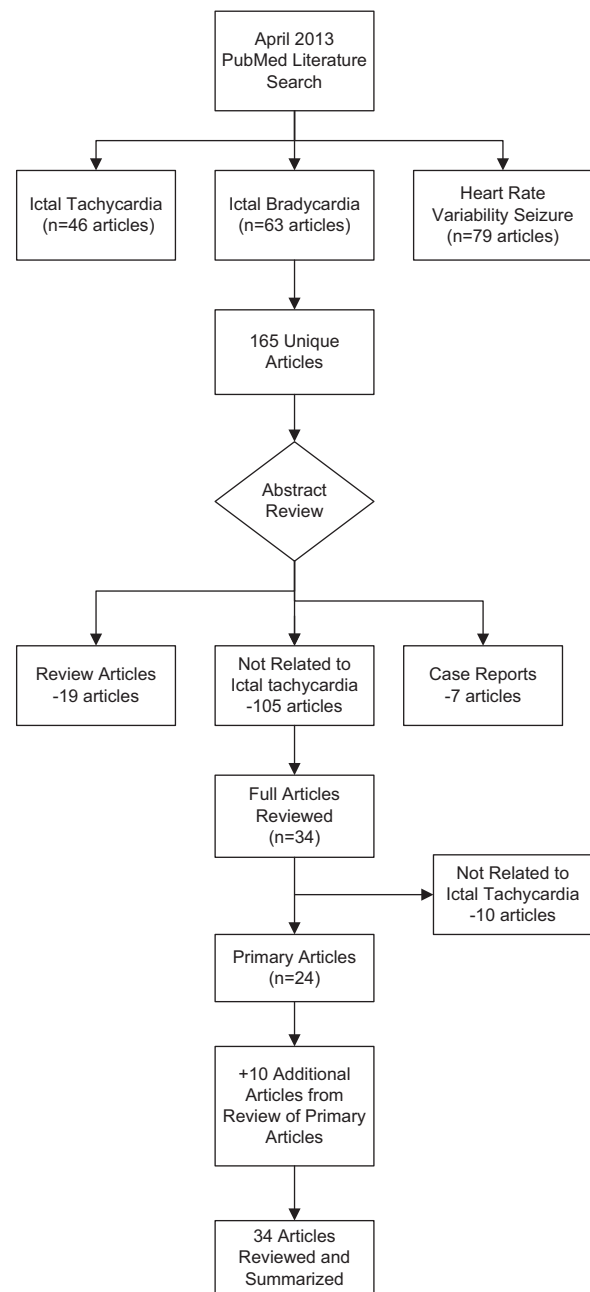 April 2013
PubMed Literature
Search
Ictal Tachycardia
(n=46 articles)
Ictal Bradycardia
(n=63 articles)
Heart Rate
Variability Seizure
(n=79 articles)
165 Unique
Articles
Abstract
Review
Review Articles
-19 articles
Not Related to
Ictal tachycardia
-105 articles
Case Reports
-7 articles
Full Articles
Reviewed
(n=34)
Not Related to
Ictal Tachycardia
-10 articles
Primary Articles
(n=24)
+10 Additional
Articles from
Review of Primary
Articles
34 Articles
Reviewed and
Summarized